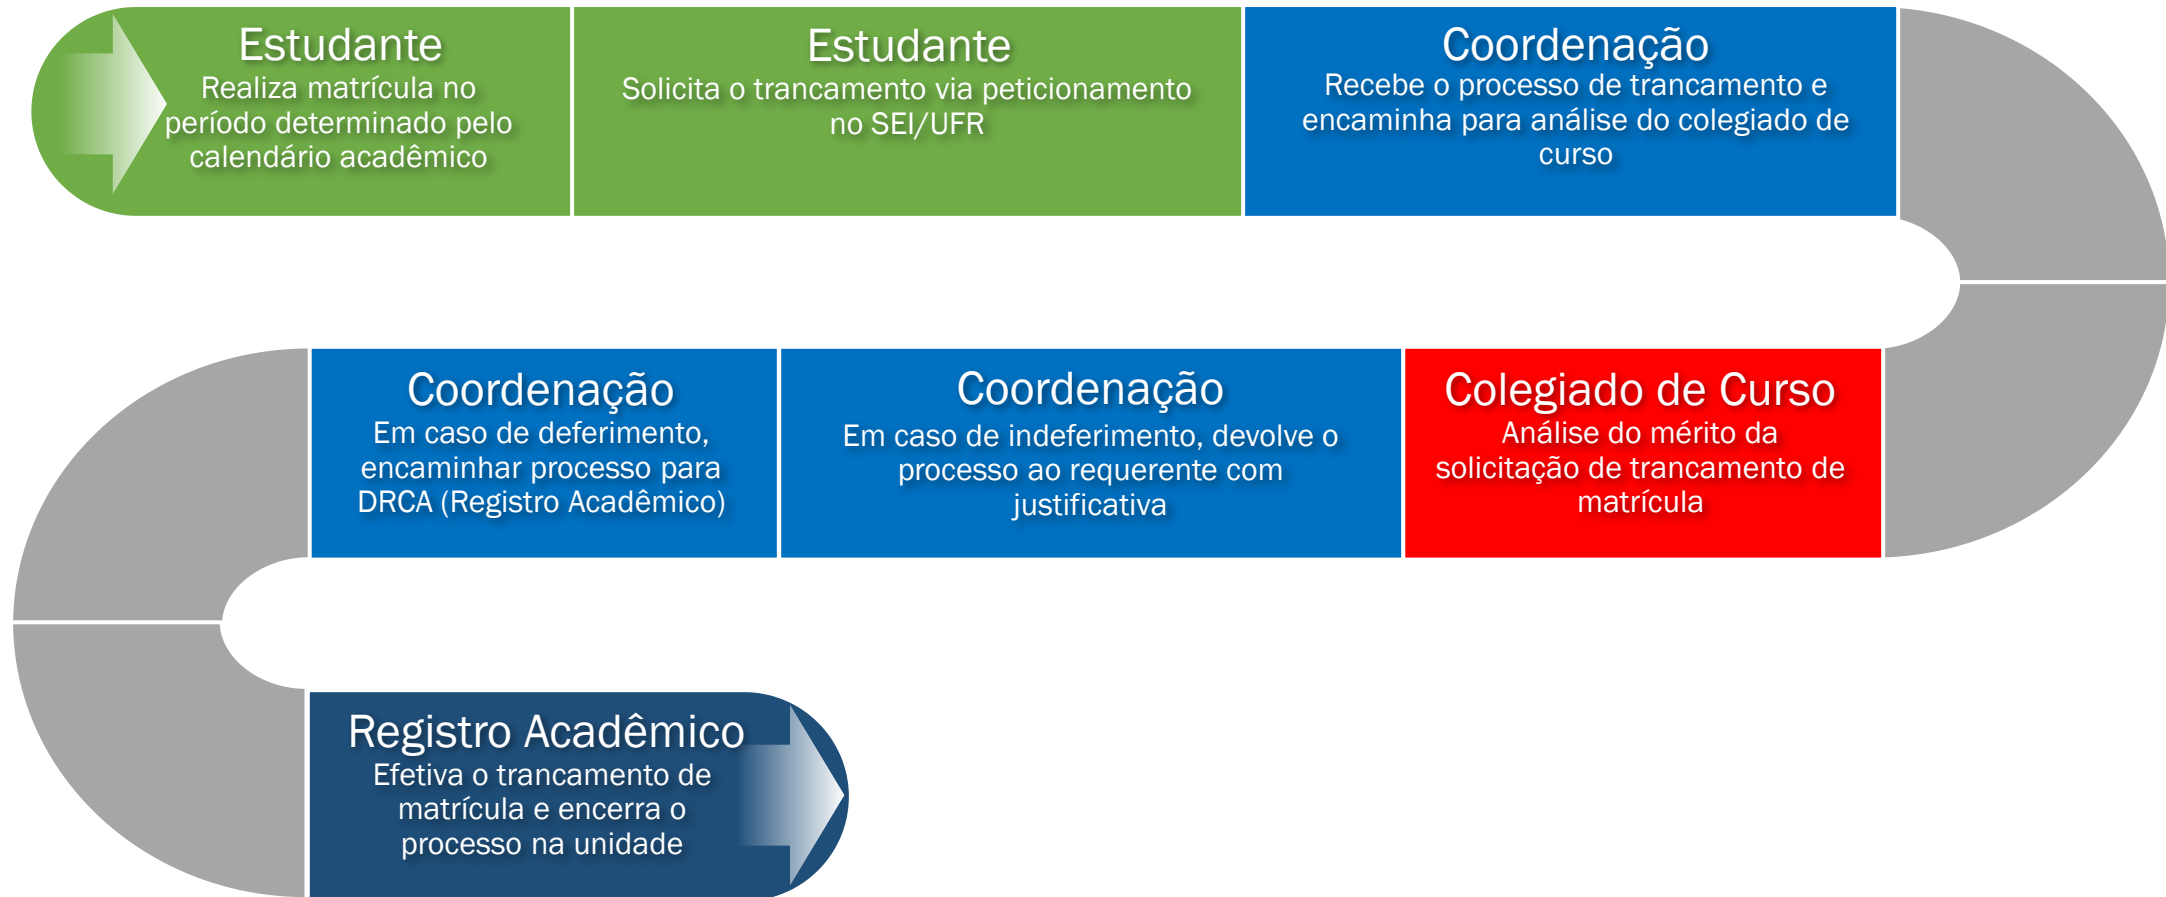 Estudante
Realiza matrícula no
período determinado pelo
calendário acadêmico
Estudante
Solicita o trancamento via peticionamento
no SEI/UFR
Coordenação
Recebe o processo de trancamento e
encaminha para análise do colegiado de
curso
Colegiado de Curso
Análise do mérito da
solicitação de trancamento de
matrícula
Coordenação
Em caso de indeferimento, devolve o
processo ao requerente com
justificativa
Coordenação
Em caso de deferimento,
encaminhar processo para
DRCA (Registro Acadêmico)
Registro Acadêmico
Efetiva o trancamento de
matrícula e encerra o
processo na unidade